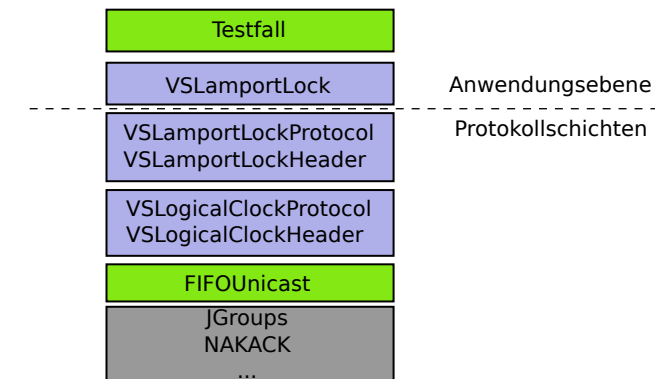 Testfall
VSLamportLock
Anwendungsebene
VSLamportLockProtocol
VSLamportLockHeader
Protokollschichten
VSLogicalClockProtocol
VSLogicalClockHeader
FIFOUnicast
JGroups
NAKACK
...